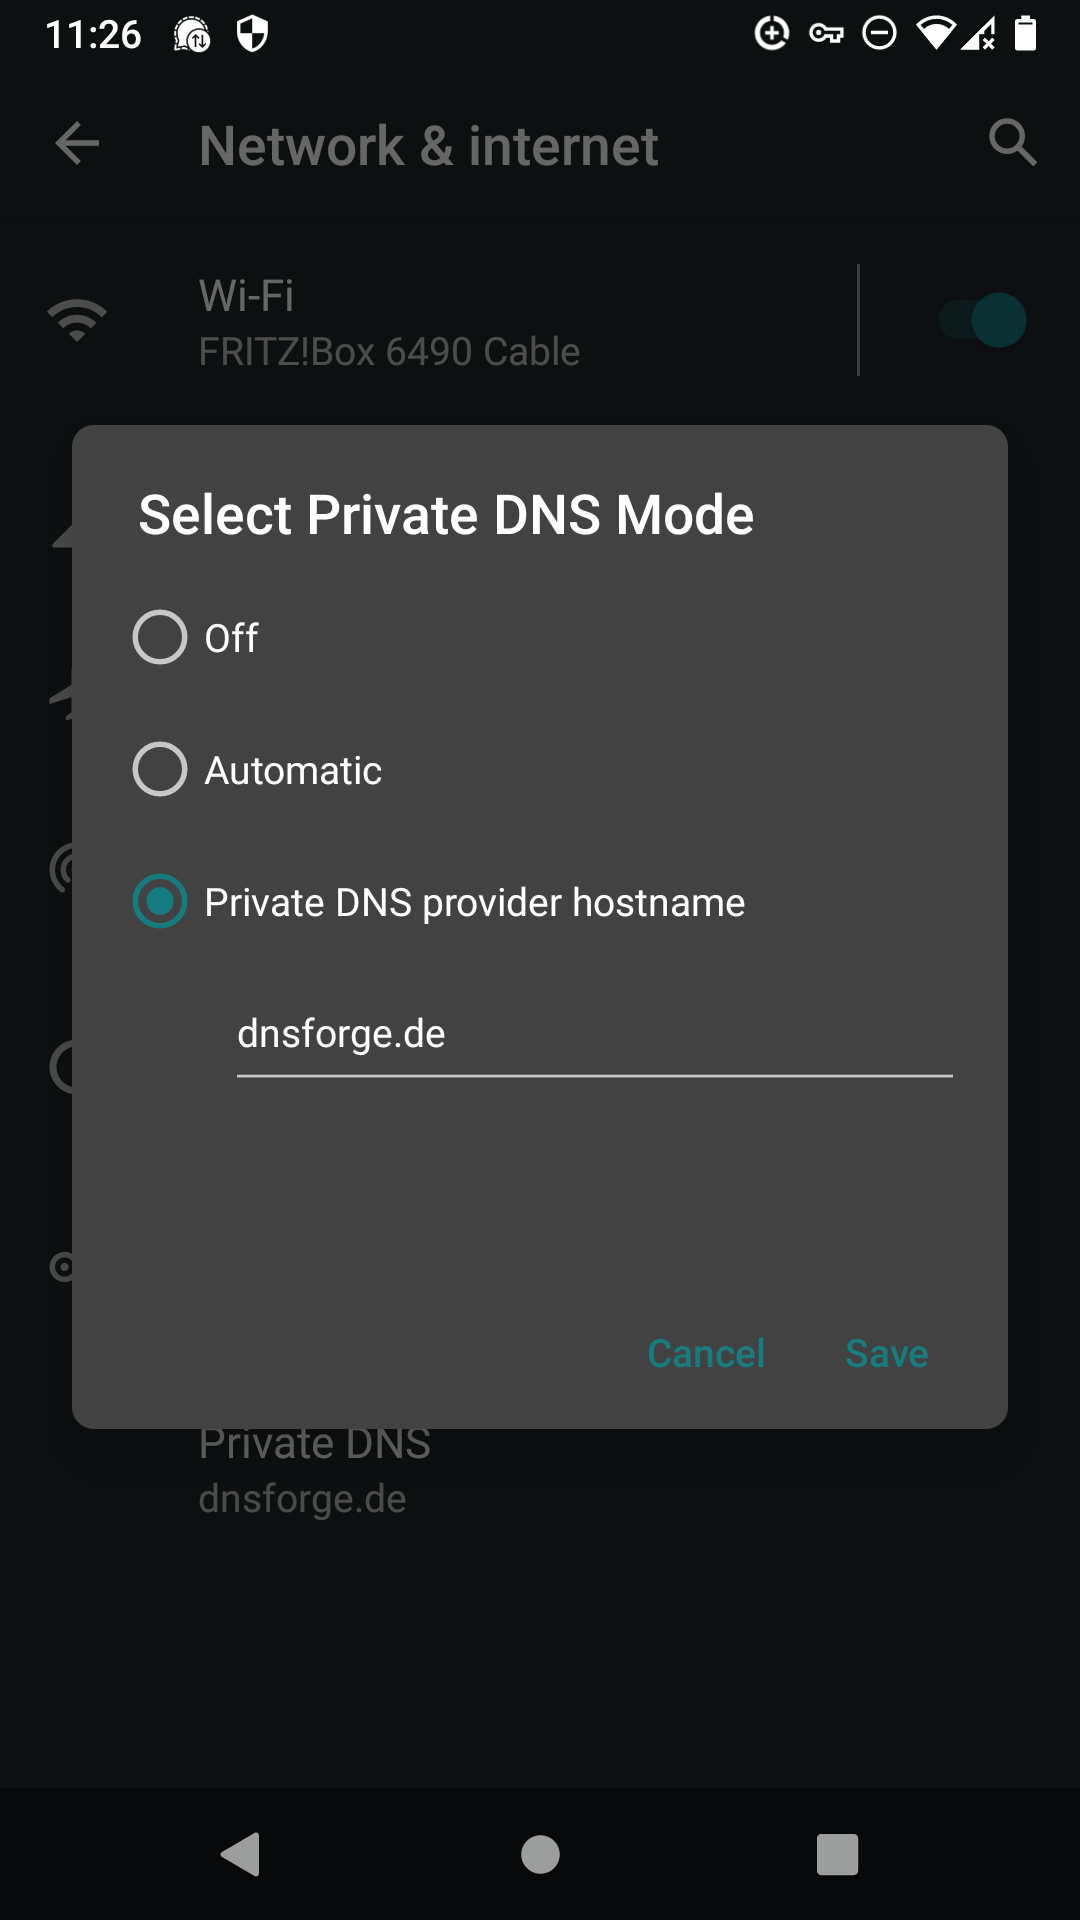 11:26
Network & internet
Wi-Fi
FRITZ!Box 6490 Cable
Select Private DNS Mode
Off
Automatic
Private DNS provider hostname
dnsforge.de
Cancel Save
Private DNS
dnsforge.de